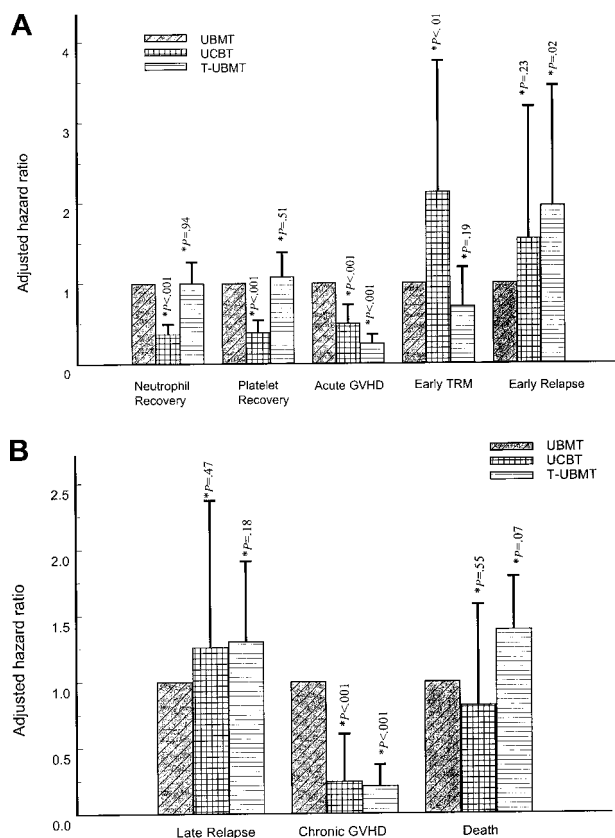 A
UBMT
UCBT
T-UBMT
Adjusted hazard ratio
4
3
2
1
0
*P<.001
*P=.94
*P<.001
*P=.51
*P<.001
*P<.001
*P<.01
*P=.19
*P=.23
*P=.02
Neutrophil
Recovery
Platelet
Recovery
Acute GVHD
Early TRM
Early Relapse
B
UBMT
UCBT
T-UBMT
Adjusted hazard ratio
2.5
2.0
1.5
1.0
0.5
0.0
*P=.47
*P=.18
*P<.001
*P<.001
*P=.55
*P=.07
Late Relapse
Chronic GVHD
Death